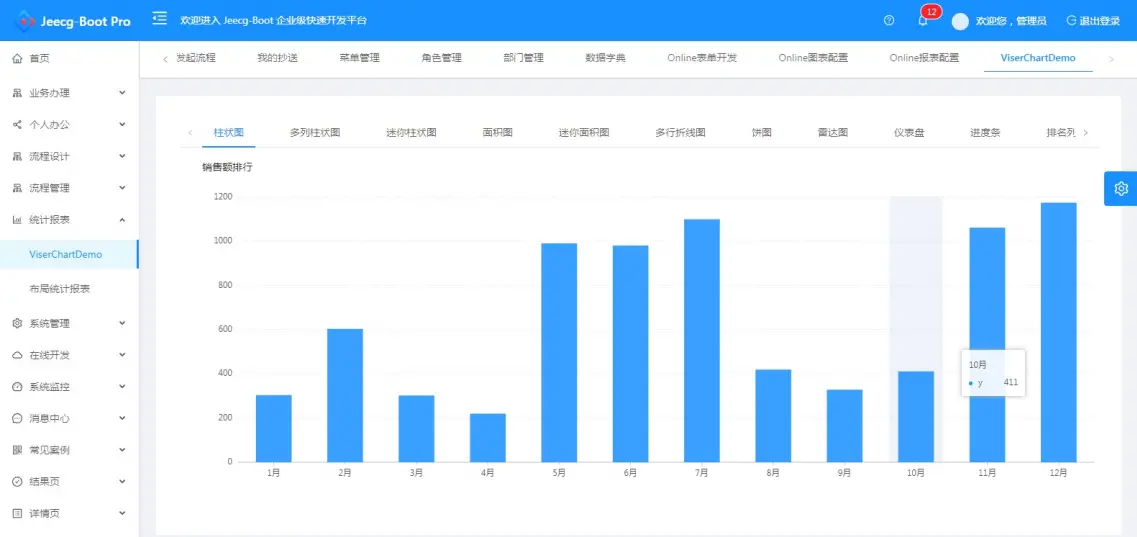 Jeecg-Boot Pro
欢迎进入 Jeecg-Boot 企业级快速开发平台
12
欢迎您，管理员
退出登录
首页
业务办理
个人办公
流程设计
流程管理
统计报表
ViserChartDemo
布局统计报表
系统管理
在线开发
系统监控
消息中心
常见案例
结果页
详情页
发起流程 我的抄送 菜单管理 角色管理 部门管理 数据字典 Online表单开发 Online图表配置 Online报表配置 ViserChartDemo
柱状图 多列柱状图 迷你柱状图 面积图 迷你面积图 多行折线图 饼图 雷达图 仪表盘 进度条 排名列
销售额排行
1200
1000
800
600
400
200
0
10月
y 411
1月 2月 3月 4月 5月 6月 7月 8月 9月 10月 11月 12月